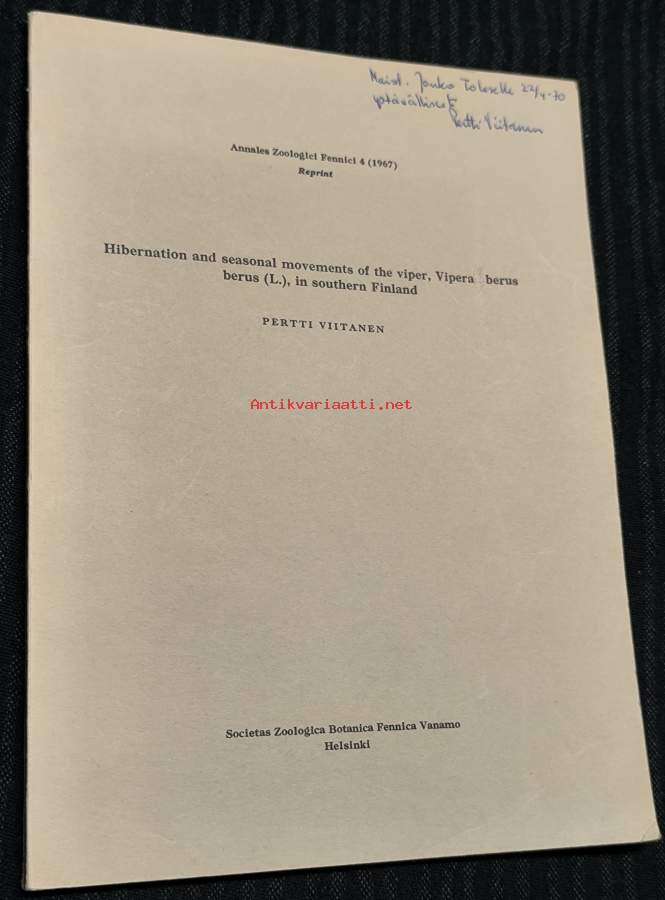 Maist. Jouko 22/4-70
ystävällisesti
Pertti Viitanen
Annales Zoologici Fennici 4 (1967)
Reprint
Hibernation and seasonal movements of the viper, Vipera berus
berus (L.), in southern Finland
PERTTI VIITANEN
Antikvariaatti.net
Societas Zoologica Botanica Fennica Vanamo
Helsinki